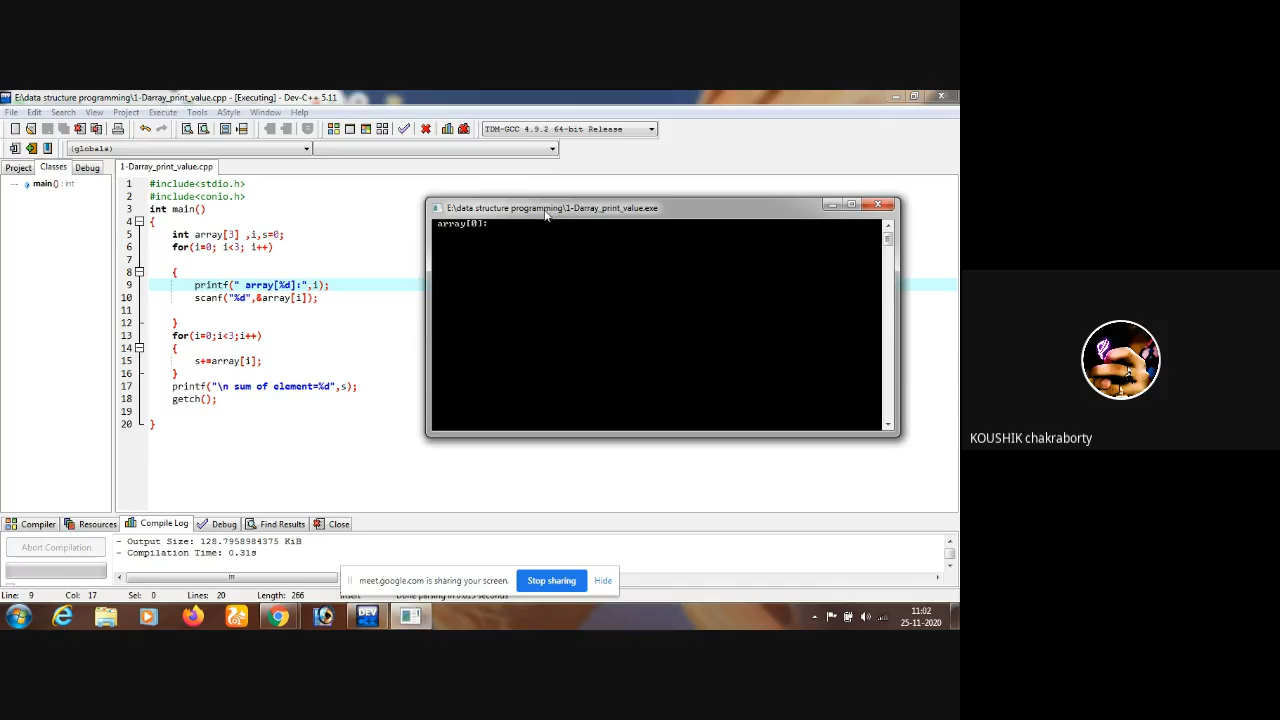 E:\data structure programming\1-Darray_print_value.cpp - [Executing] - Dev-C++ 5.11
File Edit Search View Project Execute Tools AStyle Window Help
TDM-GCC 4.9.2 64-bit Release
(globals)
Project Classes Debug
1-Darray_print_value.cpp
main () : int
1 #include<stdio.h>
2 #include<conio.h>
3 int main()
4 {
5 int array[3] ,i,s=0;
6 for(i=0; i<3; i++)
7
8 {
9 printf(" array[%d]:",i);
10 scanf("%d",&array[i]);
11
12 }
13 for(i=0;i<3;i++)
14 {
15 s+=array[i];
16 }
17 printf("\n sum of element=%d",s);
18 getch();
19
20 }
E:\data structure programming\1-Darray_print_value.exe
array[0]:
KOUSHIK chakraborty
Compiler Resources Compile Log Debug Find Results Close
Abort Compilation
- Output Size: 128.7958984375 KiB
- Compilation Time: 0.31s
meet.google.com is sharing your screen.
Stop sharing
Hide
Line: 9 Col: 17 Sel: 0 Lines: 20 Length: 266
DEV
11:02
25-11-2020